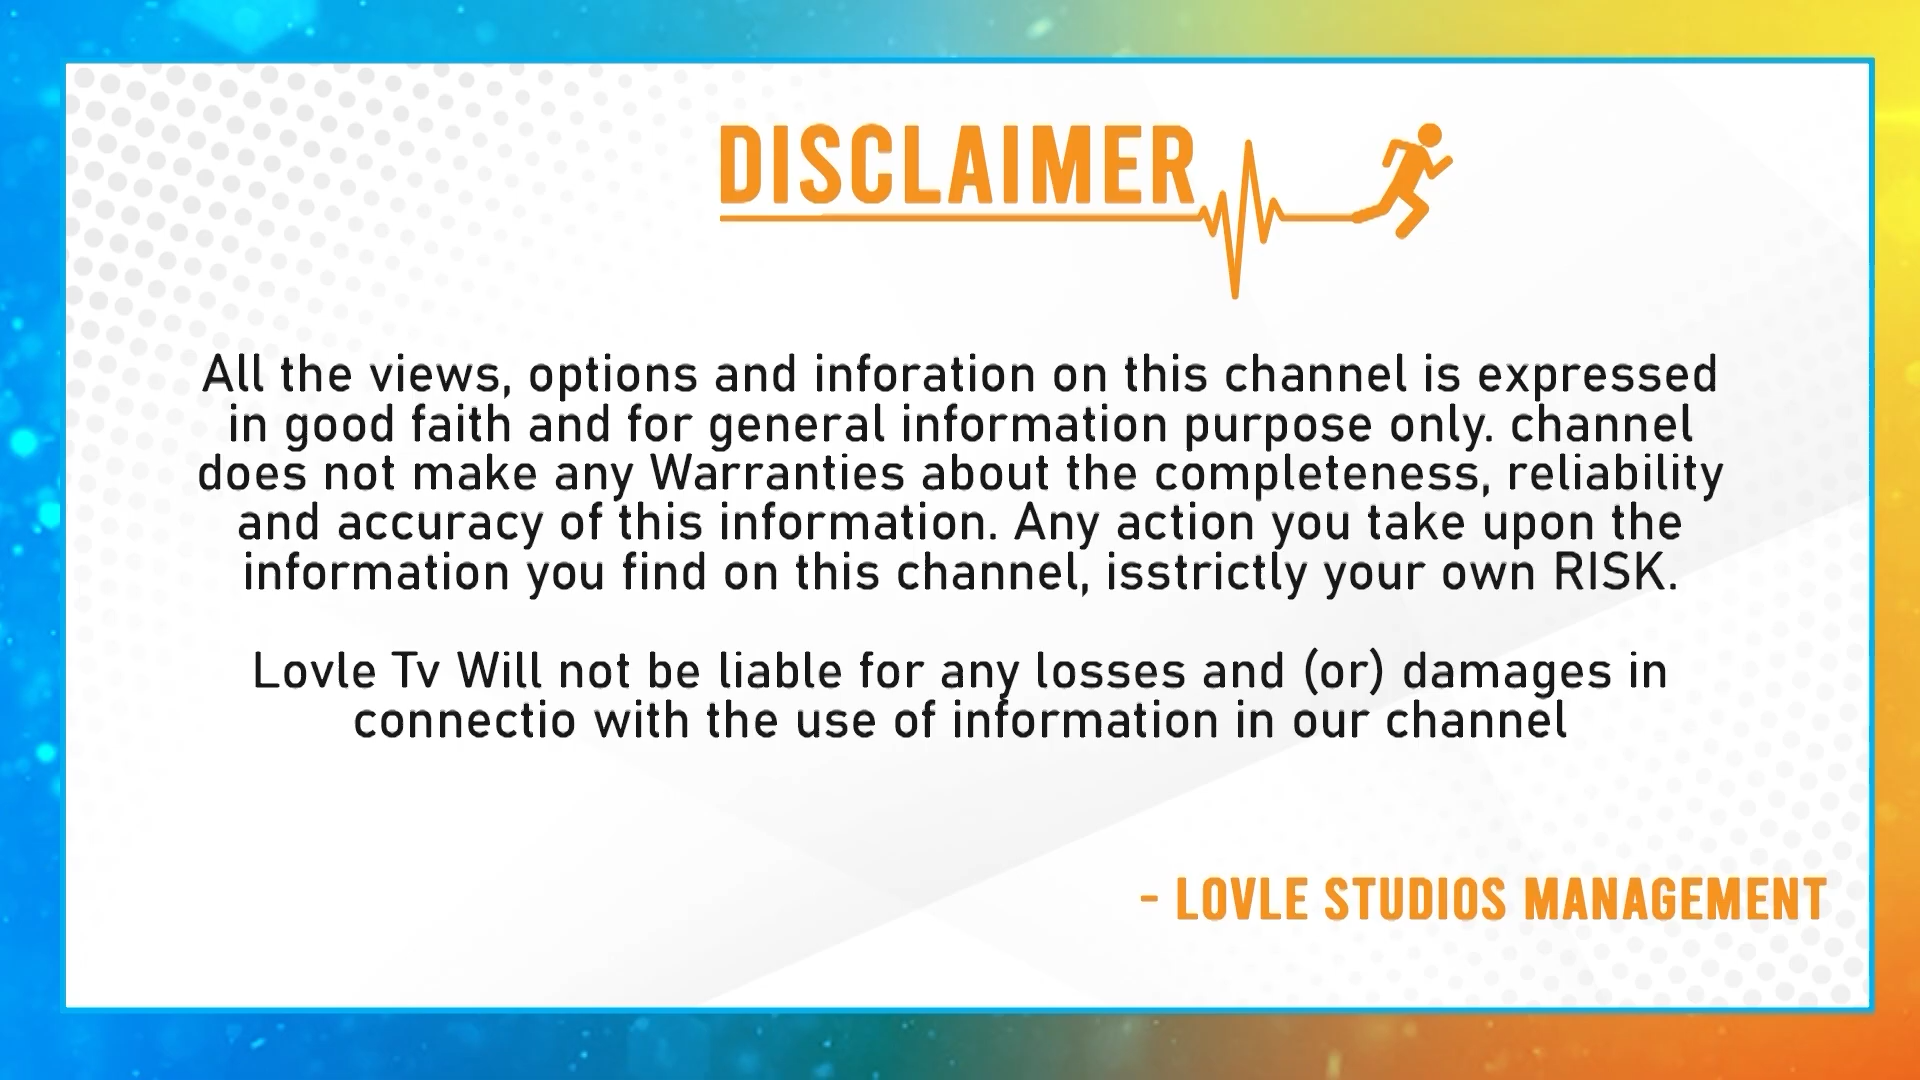 DISCLAIMER
All the views, options and inforation on this channel is expressed
in good faith and for general information purpose only. channel
does not make any Warranties about the completeness, reliability
and accuracy of this information. Any action you take upon the
information you find on this channel, isstrictly your own RISK.
Lovle Tv Will not be liable for any losses and (or) damages in
connectio with the use of information in our channel
- LOVLE STUDIOS MANAGEMENT